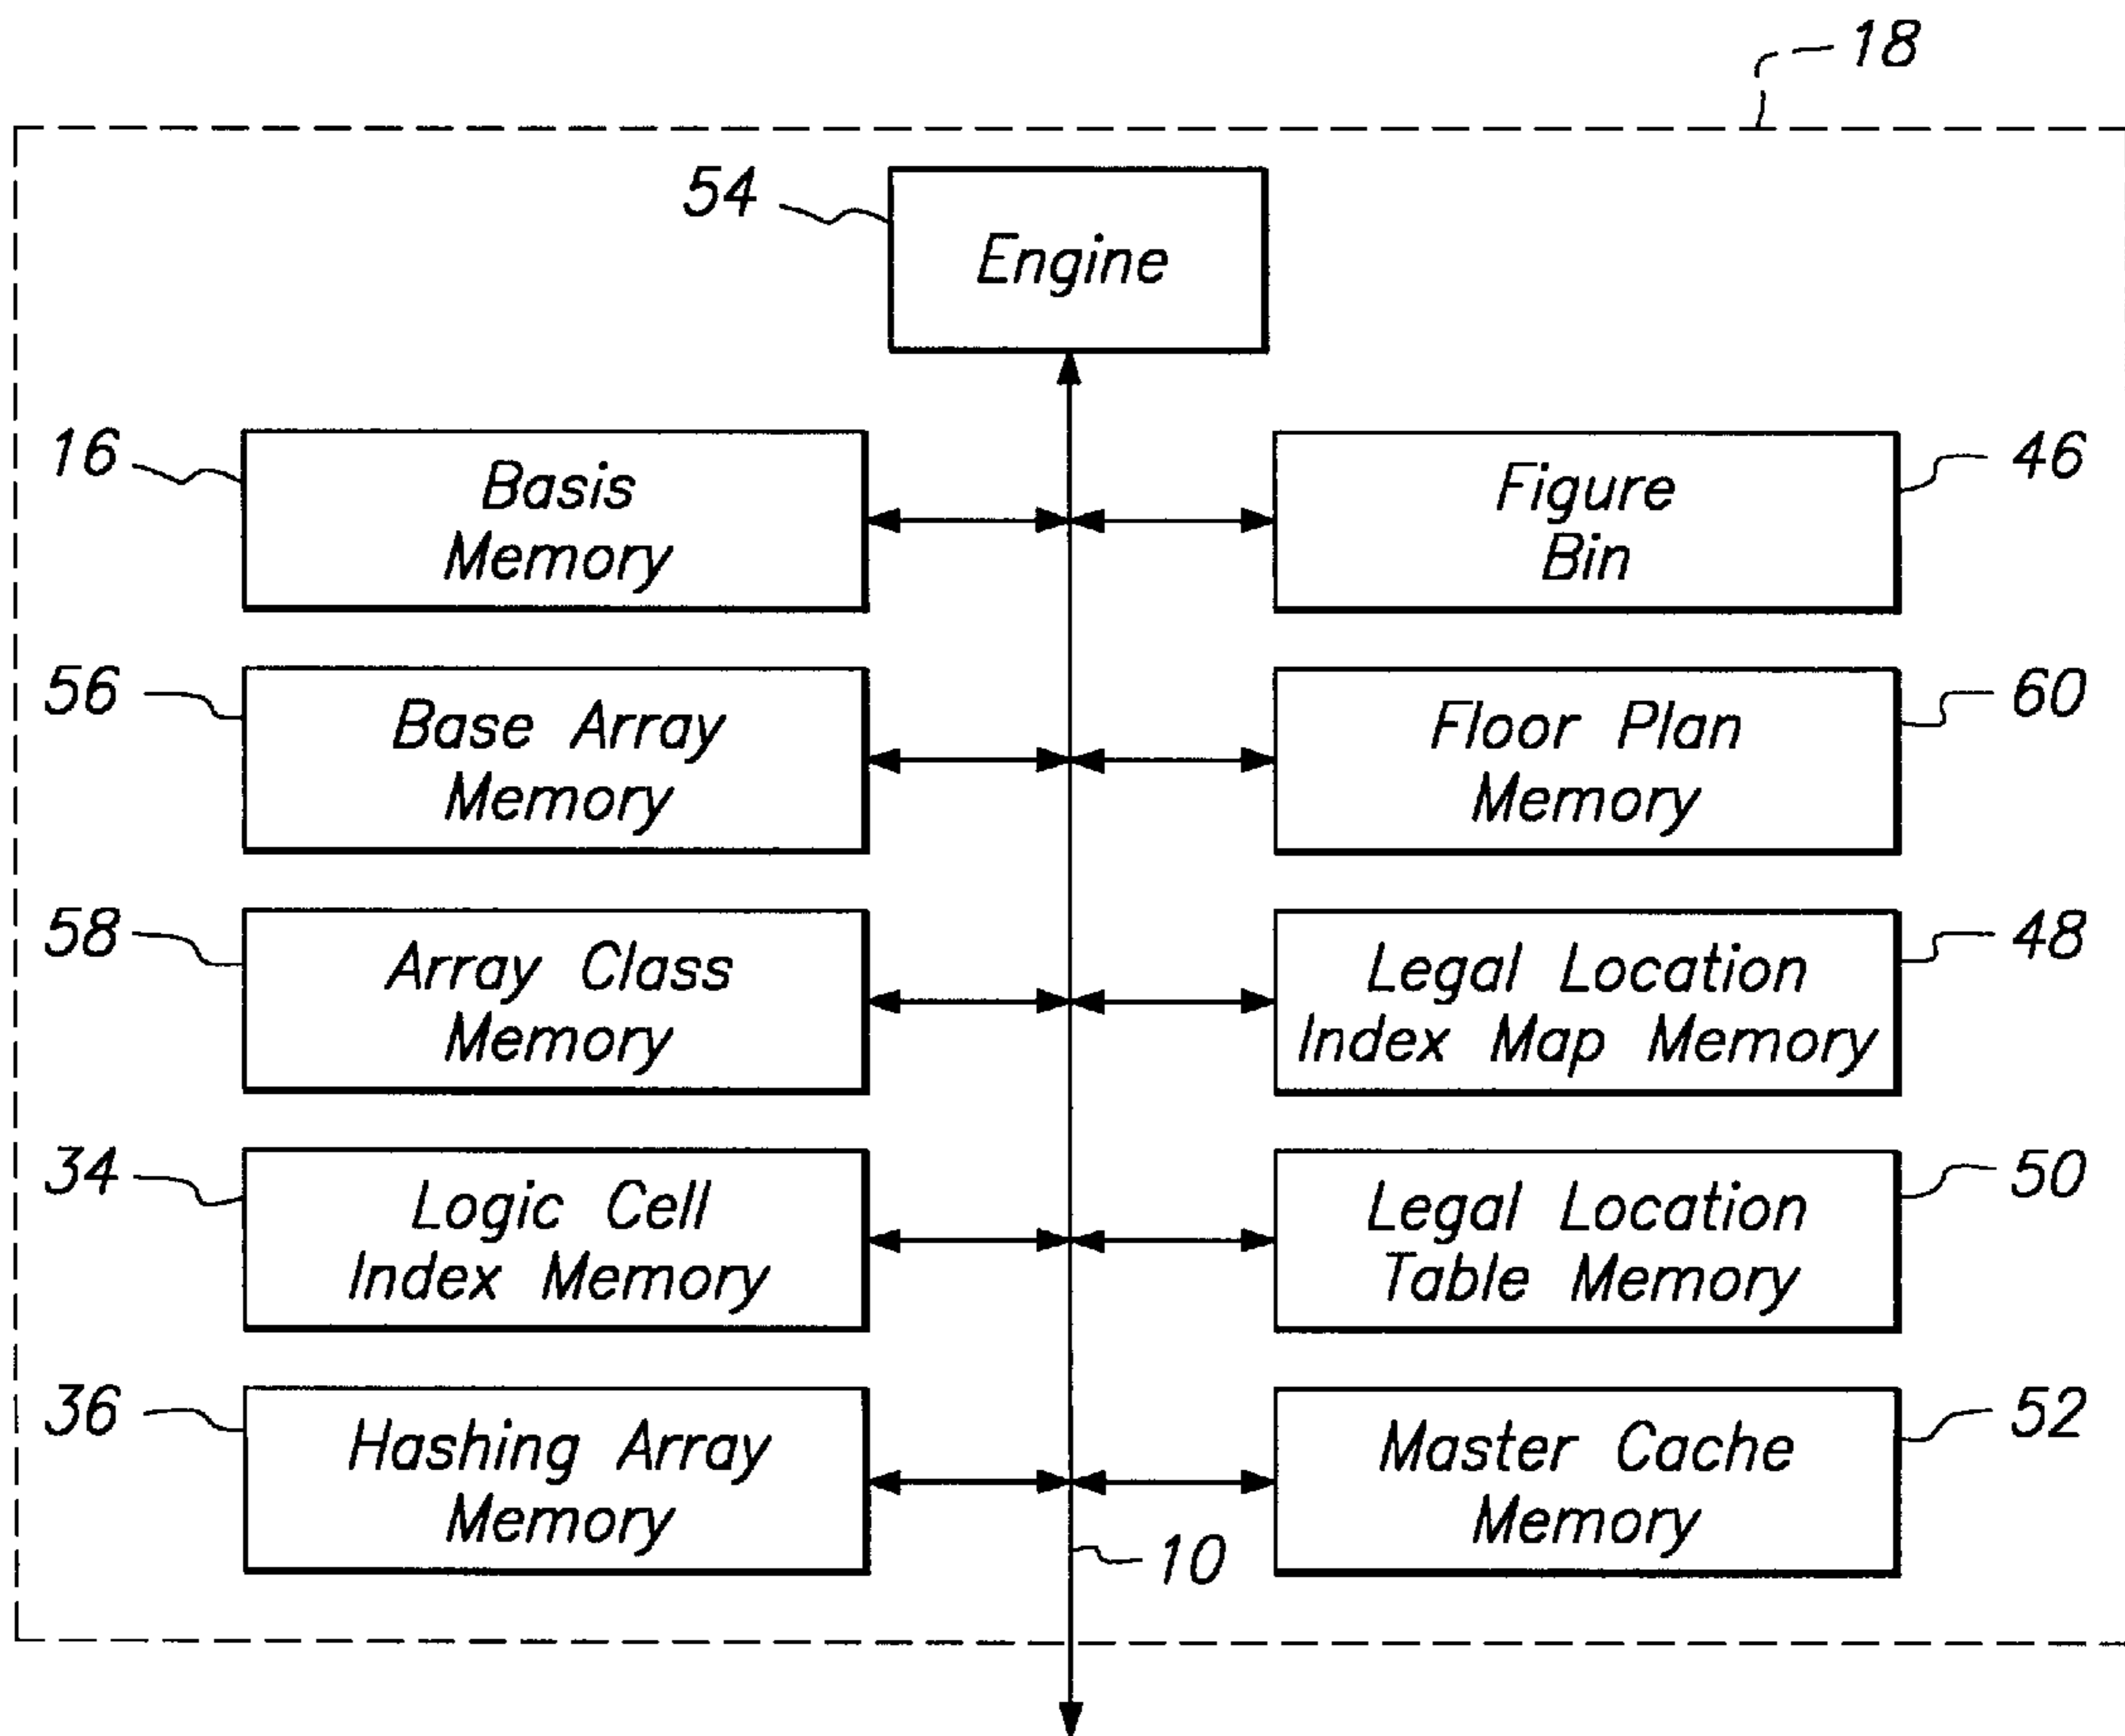 18
54
Engine
16
Basis
Memory
Figure
Bin
46
56
Base Array
Memory
Floor Plan
Memory
60
58
Array Class
Memory
Legal Location
Index Map Memory
48
34
Logic Cell
Index Memory
Legal Location
Table Memory
50
36
Hashing Array
Memory
10
Master Cache
Memory
52